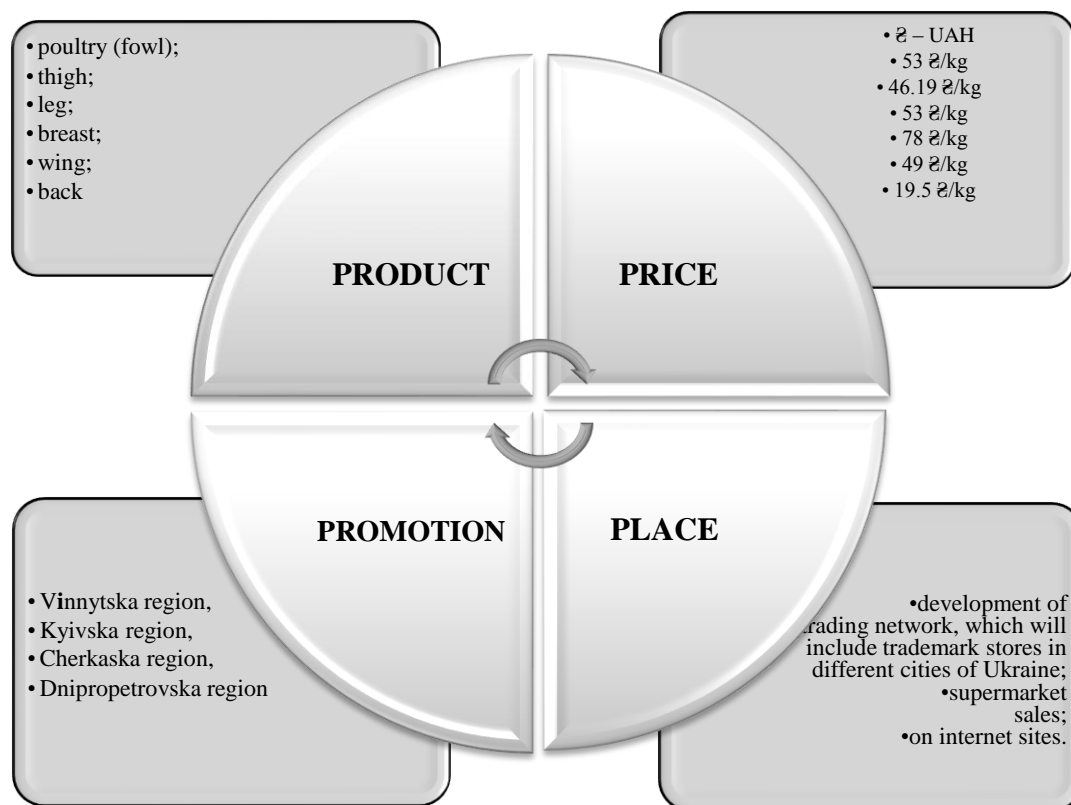 • poultry (fowl);
• thigh;
• leg;
• breast;
• wing;
• back
• ₴ – UAH
• 53 ₴/kg
• 46.19 ₴/kg
• 53 ₴/kg
• 78 ₴/kg
• 49 ₴/kg
• 19.5 ₴/kg
PRODUCT
PRICE
PROMOTION
PLACE
• Vinnytska region,
• Kyivska region,
• Cherkaska region,
• Dnipropetrovska region
•development of
rading network, which will
include trademark stores in
different cities of Ukraine;
•supermarket
sales;
•on internet sites.